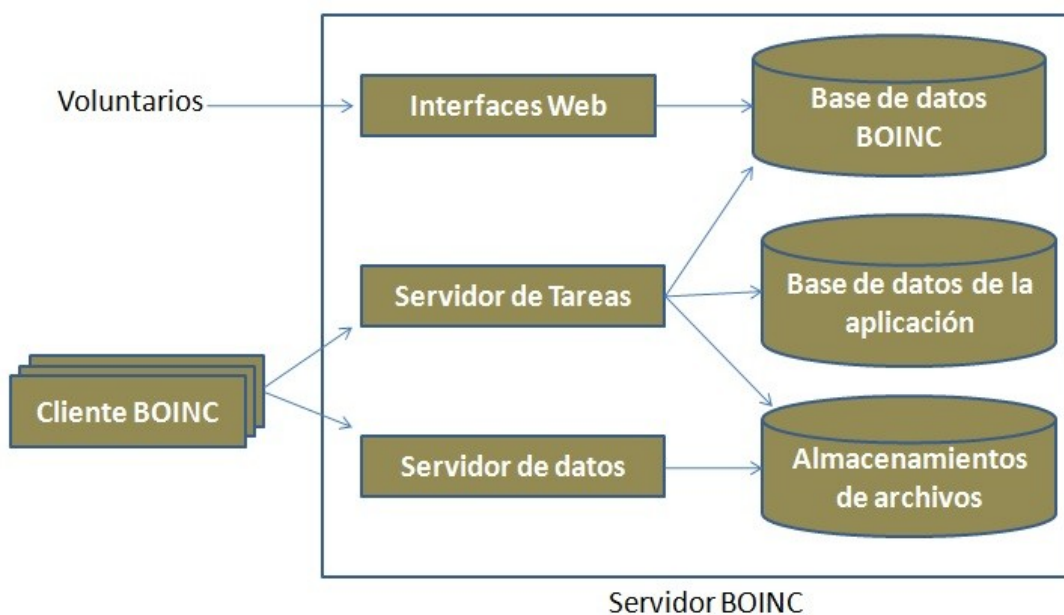 Voluntarios
Interfaces Web
Base de datos
BOINC
Servidor de Tareas
Base de datos de la
aplicación
Cliente BOINC
Servidor de datos
Almacenamientos
de archivos
Servidor BOINC